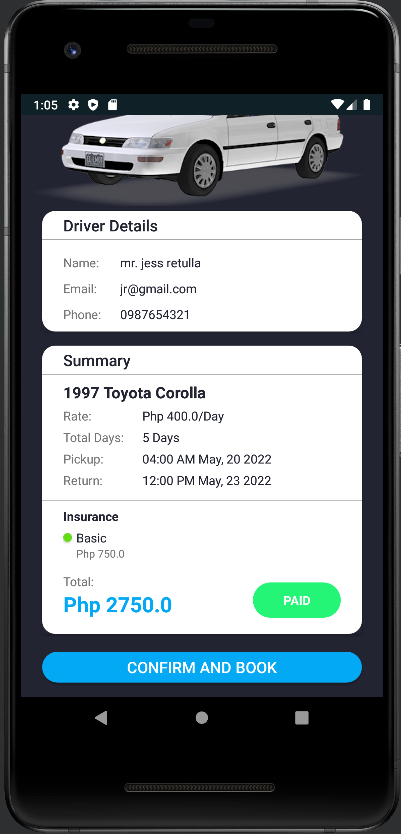 1:05
Driver Details
Name: mr. jess retulla
Email: jr@gmail.com
Phone: 0987654321
Summary
1997 Toyota Corolla
Rate: Php 400.0/Day
Total Days: 5 Days
Pickup: 04:00 AM May, 20 2022
Return: 12:00 PM May, 23 2022
Insurance
Basic
Php 750.0
Total:
Php 2750.0
PAID
CONFIRM AND BOOK